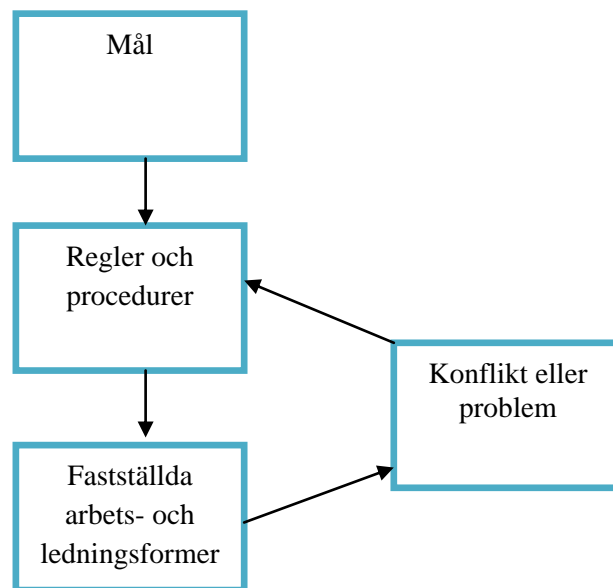 Mål
Regler och
procedurer
Konflikt eller
problem
Fastställda
arbets- och
ledningsformer